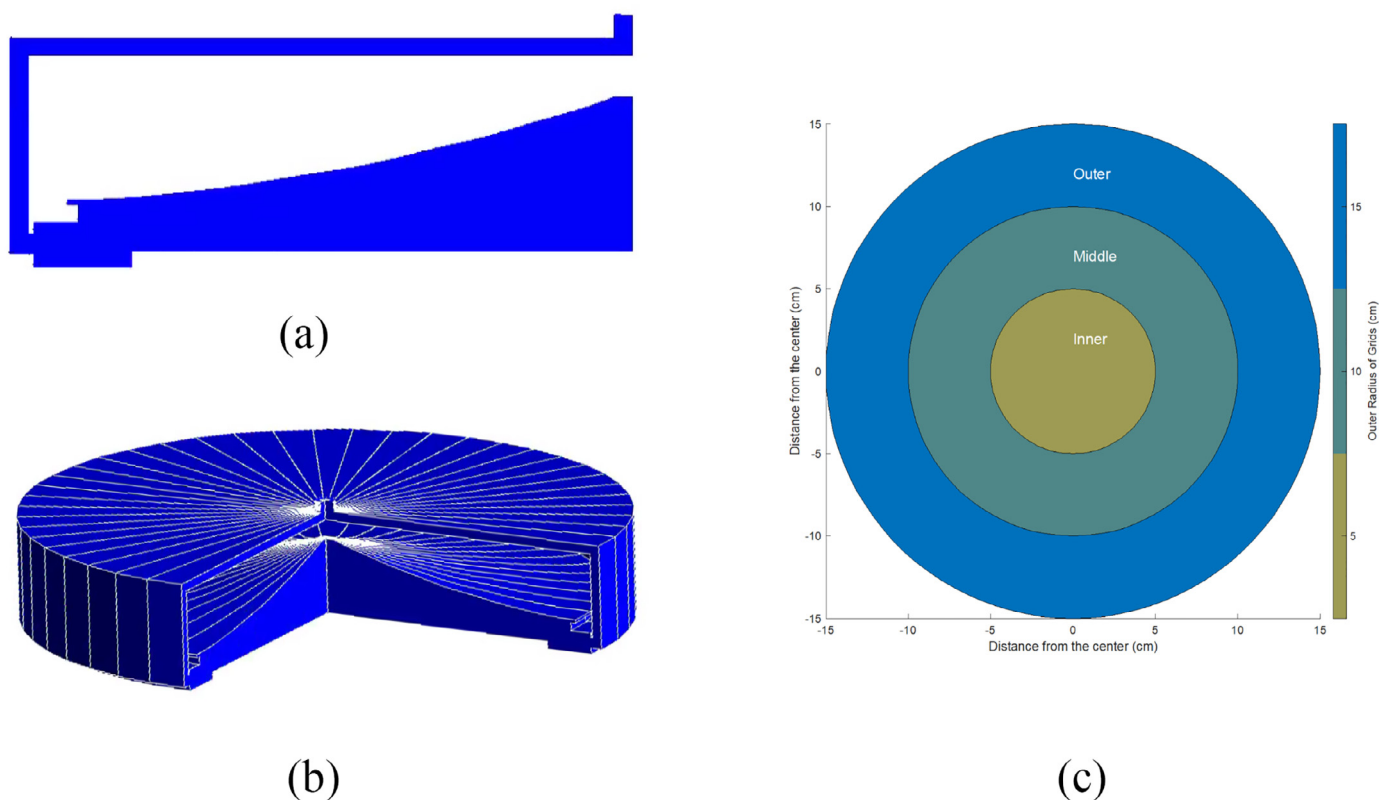 (a)
(b)
15
10
5
0
-5
-10
-15
-15
-10
-5
0
5
10
15
Distance from the center (cm)
Distance from the center (cm)
Outer
Middle
Inner
15
10
5
Outer Radius of Grids (cm)
(c)